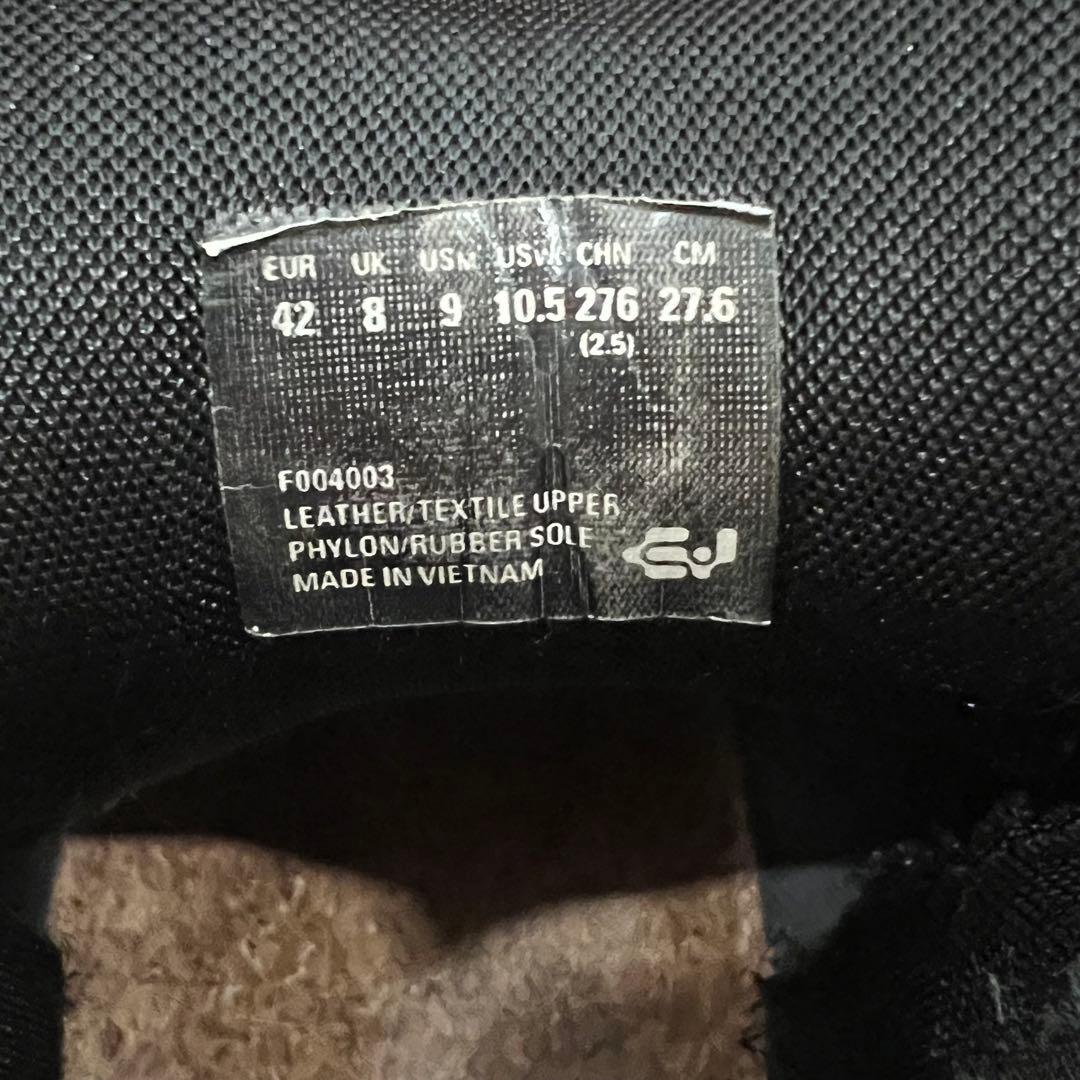 EUR UK USM USW CHN CM
42 8 9 10.5 276 27.6
(2.5)
F004003
LEATHER/TEXTILE UPPER
PHYLON/RUBBER SOLE
MADE IN VIETNAM